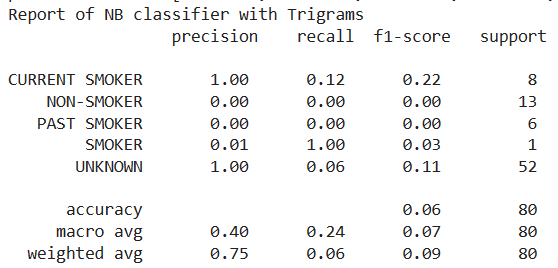 Report of NB classifier with Trigrams
precision recall f1-score support
CURRENT SMOKER 1.00 0.12 0.22 8
NON-SMOKER 0.00 0.00 0.00 13
PAST SMOKER 0.00 0.00 0.00 6
SMOKER 0.01 1.00 0.03 1
UNKNOWN 1.00 0.06 0.11 52
accuracy 0.06 80
macro avg 0.40 0.24 0.07 80
weighted avg 0.75 0.06 0.09 80